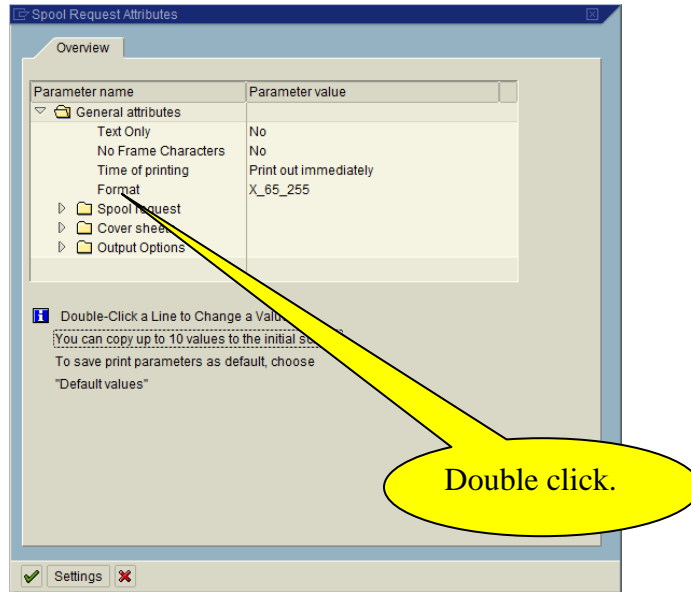 Spool Request Attributes
Overview
Parameter name Parameter value
General attributes
Text Only No
No Frame Characters No
Time of printing Print out immediately
Format X_65_255
Spool request
Cover sheet
Output Options
Double-Click a Line to Change a Value
You can copy up to 10 values to the initial
To save print parameters as default, choose
"Default values"
Double click.
Settings